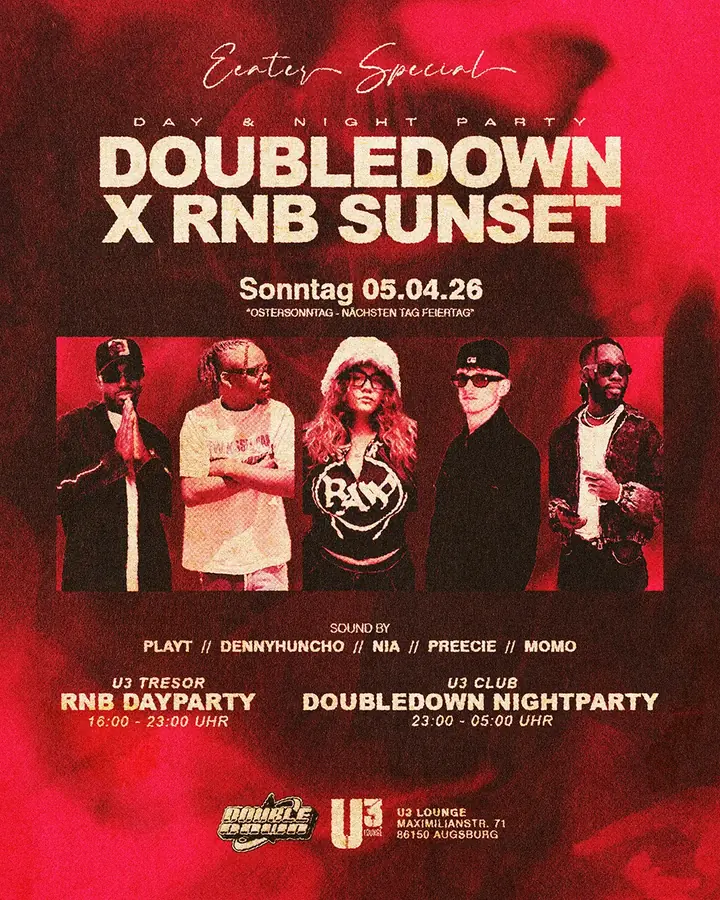 Easter Special
DAY & NIGHT PARTY
DOUBLEDOWN
X RNB SUNSET
Sonntag 05.04.26
"OSTERSONNTAG - NÄCHSTEN TAG FEIERTAG"
RAW
SOUND BY
PLAYT // DENNYHUNCHO // NIA // PREECIE // MOMO
U3 TRESOR
RNB DAYPARTY
16:00 - 23:00 UHR
U3 CLUB
DOUBLEDOWN NIGHTPARTY
23:00 - 05:00 UHR
DOUBLE
DOWN
U3
LOUNGE
U3 LOUNGE
MAXIMILIANSTR. 71
86150 AUGSBURG